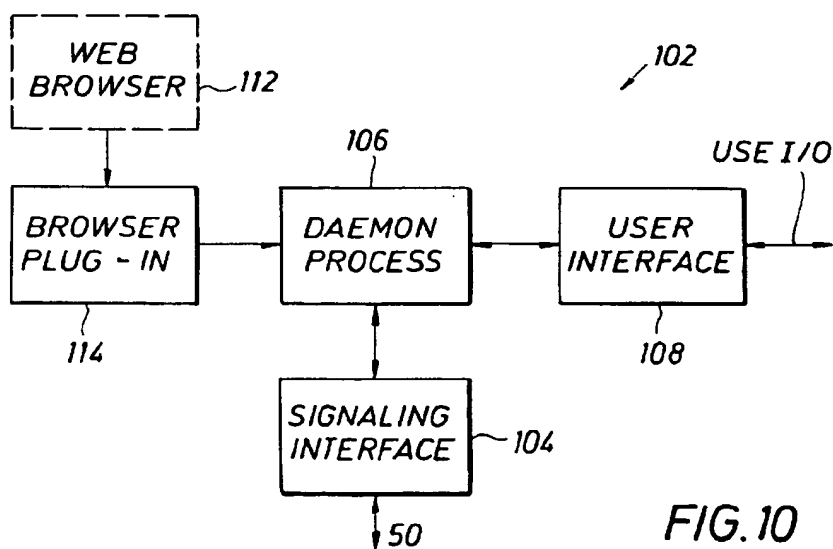 WEB
BROWSER
112
102
106
USE I/O
BROWSER
PLUG-IN
DAEMON
PROCESS
USER
INTERFACE
114
108
SIGNALING
INTERFACE
104
50
FIG. 10